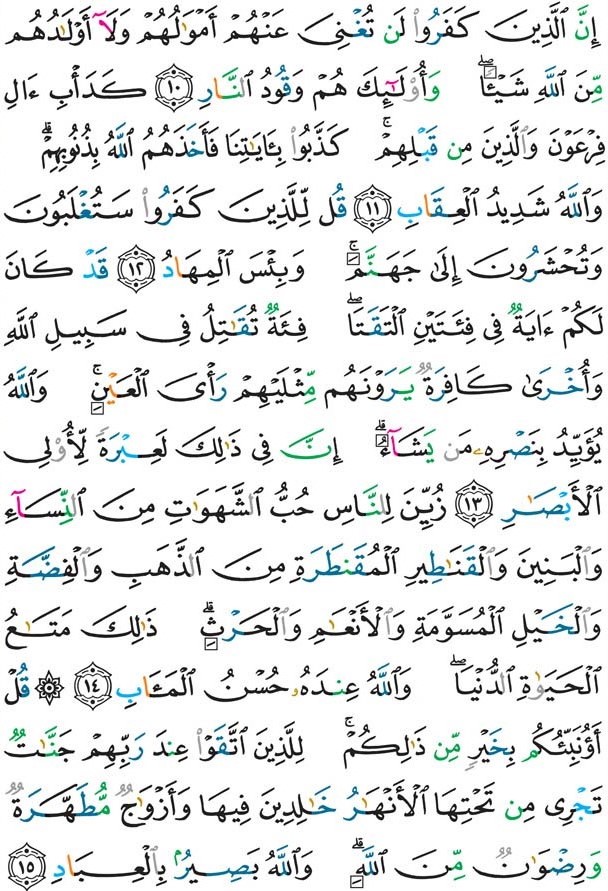 إِنَّ ٱلَّذِينَ كَفَرُوا۟ لَن تُغْنِىَ عَنْهُمْ أَمْوَٰلُهُمْ وَلَآ أَوْلَٰدُهُم
مِّنَ ٱللَّهِ شَيْـًٔا ۖ وَأُو۟لَٰٓئِكَ هُمْ وَقُودُ ٱلنَّارِ ١٠ كَدَأْبِ ءَالِ
فِرْعَوْنَ وَٱلَّذِينَ مِن قَبْلِهِمْ ۚ كَذَّبُوا۟ بِـَٔايَٰتِنَا فَأَخَذَهُمُ ٱللَّهُ بِذُنُوبِهِمْ ۗ
وَٱللَّهُ شَدِيدُ ٱلْعِقَابِ ١١ قُل لِّلَّذِينَ كَفَرُوا۟ سَتُغْلَبُونَ
وَتُحْشَرُونَ إِلَىٰ جَهَنَّمَ ۚ وَبِئْسَ ٱلْمِهَادُ ١٢ قَدْ كَانَ
لَكُمْ ءَايَةٌ فِى فِئَتَيْنِ ٱلْتَقَتَا ۖ فِئَةٌ تُقَٰتِلُ فِى سَبِيلِ ٱللَّهِ
وَأُخْرَىٰ كَافِرَةٌ يَرَوْنَهُم مِّثْلَيْهِمْ رَأْىَ ٱلْعَيْنِ ۚ وَٱللَّهُ
يُؤَيِّدُ بِنَصْرِهِۦ مَن يَشَآءُ ۗ إِنَّ فِى ذَٰلِكَ لَعِبْرَةً لِّأُو۟لِى
ٱلْأَبْصَٰرِ ١٣ زُيِّنَ لِلنَّاسِ حُبُّ ٱلشَّهَوَٰتِ مِنَ ٱلنِّسَآءِ
وَٱلْبَنِينَ وَٱلْقَنَٰطِيرِ ٱلْمُقَنطَرَةِ مِنَ ٱلذَّهَبِ وَٱلْفِضَّةِ
وَٱلْخَيْلِ ٱلْمُسَوَّمَةِ وَٱلْأَنْعَٰمِ وَٱلْحَرْثِ ۗ ذَٰلِكَ مَتَٰعُ
ٱلْحَيَوٰةِ ٱلدُّنْيَا ۖ وَٱللَّهُ عِندَهُۥ حُسْنُ ٱلْمَـَٔابِ ١٤ ۞ قُلْ
أَؤُنَبِّئُكُم بِخَيْرٍ مِّن ذَٰلِكُمْ ۚ لِلَّذِينَ ٱتَّقَوْا۟ عِندَ رَبِّهِمْ جَنَّٰتٌ
تَجْرِى مِن تَحْتِهَا ٱلْأَنْهَٰرُ خَٰلِدِينَ فِيهَا وَأَزْوَٰجٌ مُّطَهَّرَةٌ
وَرِضْوَٰنٌ مِّنَ ٱللَّهِ ۗ وَٱللَّهُ بَصِيرٌۢ بِٱلْعِبَادِ ١٥